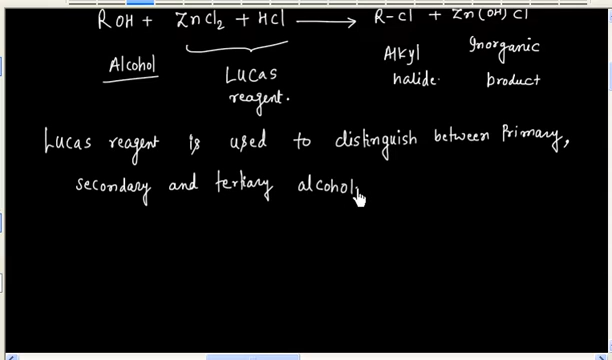 ROH + ZnCl2 + HCl ⟶ R-Cl + Zn(OH)Cl
Alcohol
Lucas
reagent.
Alkyl
halide.
Inorganic
product
Lucas reagent is used to distinguish between Primary,
secondary and tertiary alcohol